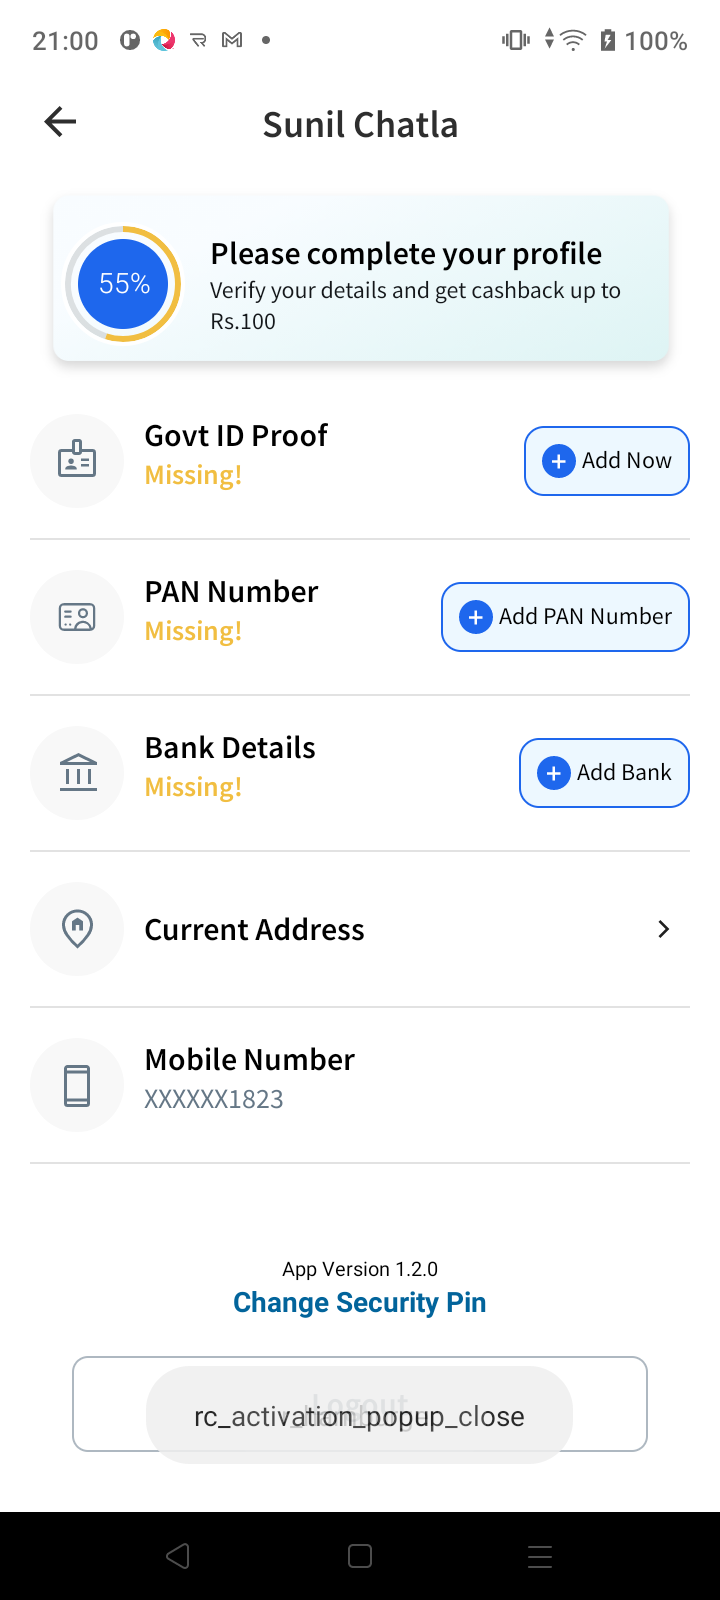 21:00
100%
Sunil Chatla
55%
Please complete your profile
Verify your details and get cashback up to
Rs.100
Govt ID Proof
Missing!
Add Now
PAN Number
Missing!
Add PAN Number
Bank Details
Missing!
Add Bank
Current Address
Mobile Number
XXXXXX1823
App Version 1.2.0
Change Security Pin
Logout
rc_activation_popup_close